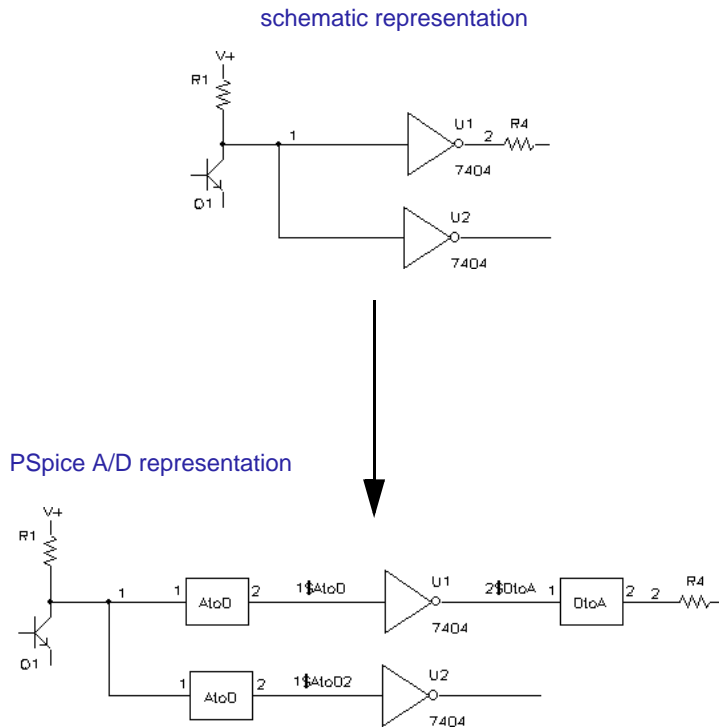 schematic representation
V+
R1
1
U1
2
R4
7404
Q1
U2
7404
PSpice A/D representation
V+
R1
1
1
AtoD
2
1$AtoD
U1
2$DtoA
1
DtoA
2
2
R4
7404
Q1
1
AtoD
2
1$AtoD2
U2
7404